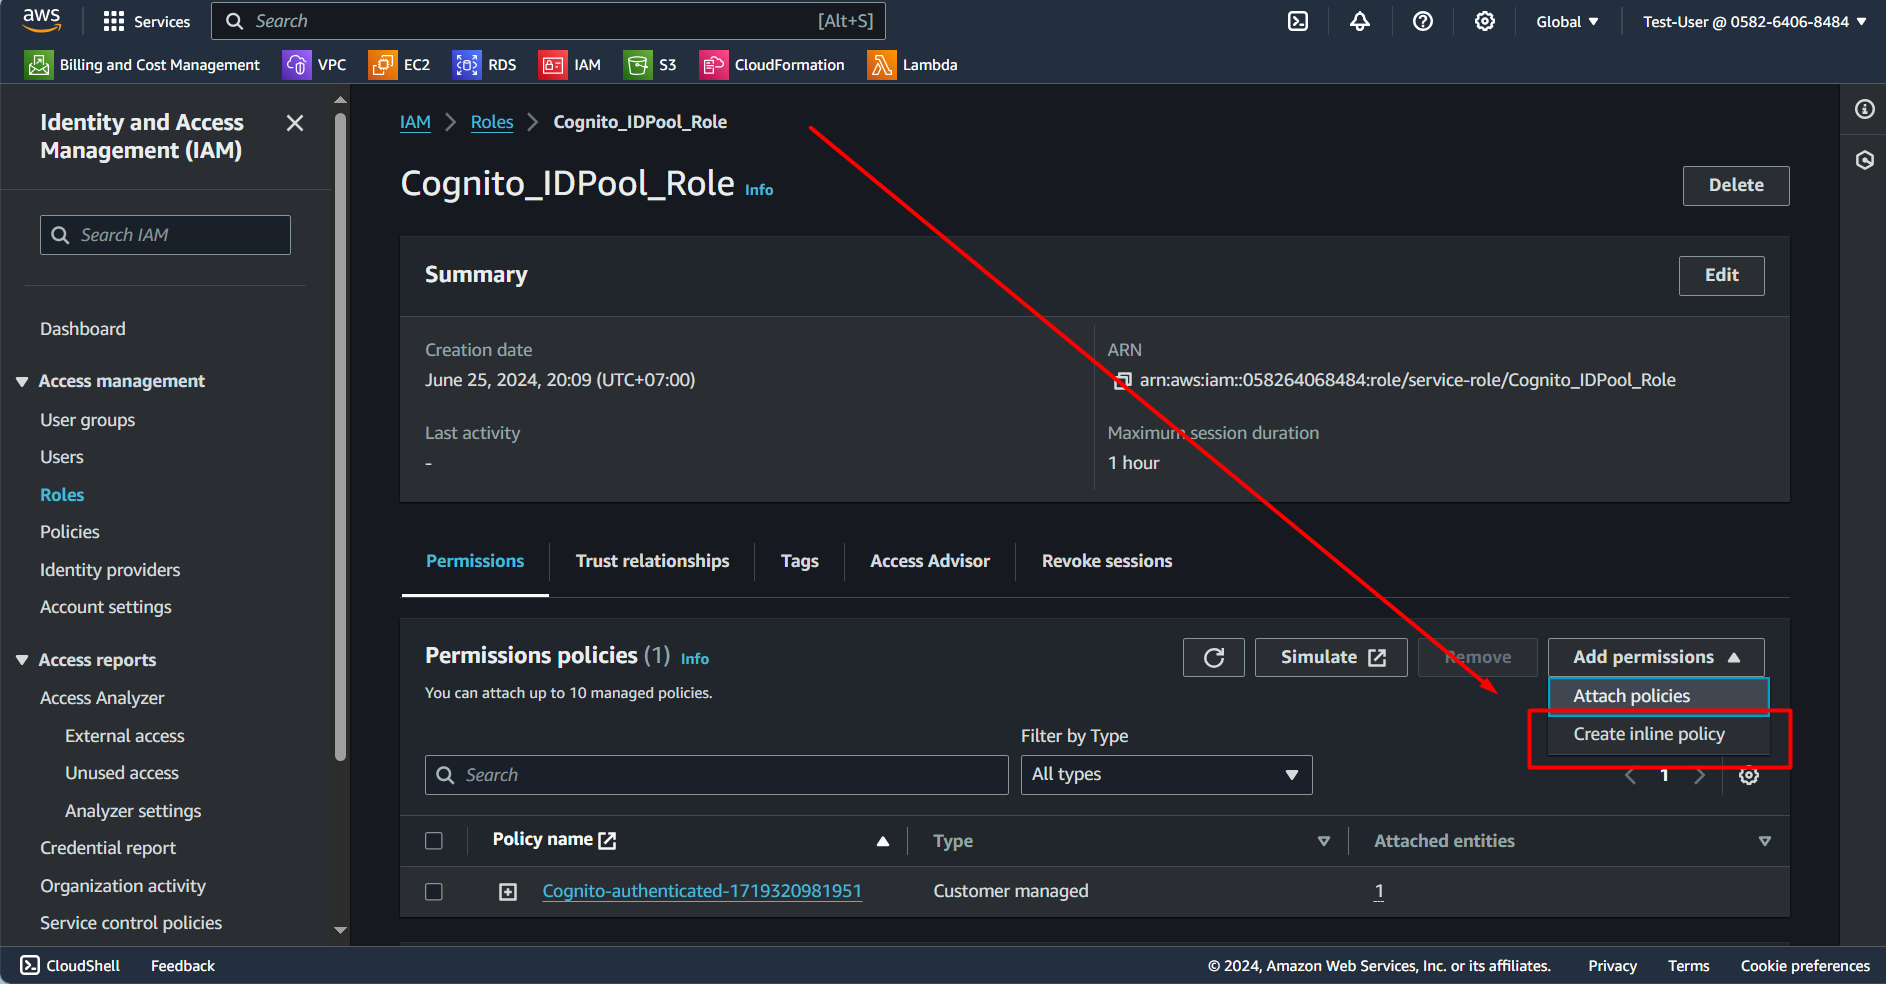 aws
Services
Search [Alt+S]
Global
Test-User @ 0582-6406-8484
Billing and Cost Management
VPC
EC2
RDS
IAM
S3
CloudFormation
Lambda
Identity and Access
Management (IAM)
Search IAM
Dashboard
Access management
User groups
Users
Roles
Policies
Identity providers
Account settings
Access reports
Access Analyzer
External access
Unused access
Analyzer settings
Credential report
Organization activity
Service control policies
IAM
Roles
Cognito_IDPool_Role
Cognito_IDPool_Role Info
Delete
Summary
Edit
Creation date
June 25, 2024, 20:09 (UTC+07:00)
ARN
arn:aws:iam::058264068484:role/service-role/Cognito_IDPool_Role
Last activity
-
Maximum session duration
1 hour
Permissions
Trust relationships
Tags
Access Advisor
Revoke sessions
Permissions policies (1) Info
You can attach up to 10 managed policies.
Simulate
Remove
Add permissions
Attach policies
Create inline policy
Filter by Type
Search
All types
1
Policy name
Type
Attached entities
Cognito-authenticated-1719320981951
Customer managed
1
CloudShell
Feedback
© 2024, Amazon Web Services, Inc. or its affiliates.
Privacy
Terms
Cookie preferences